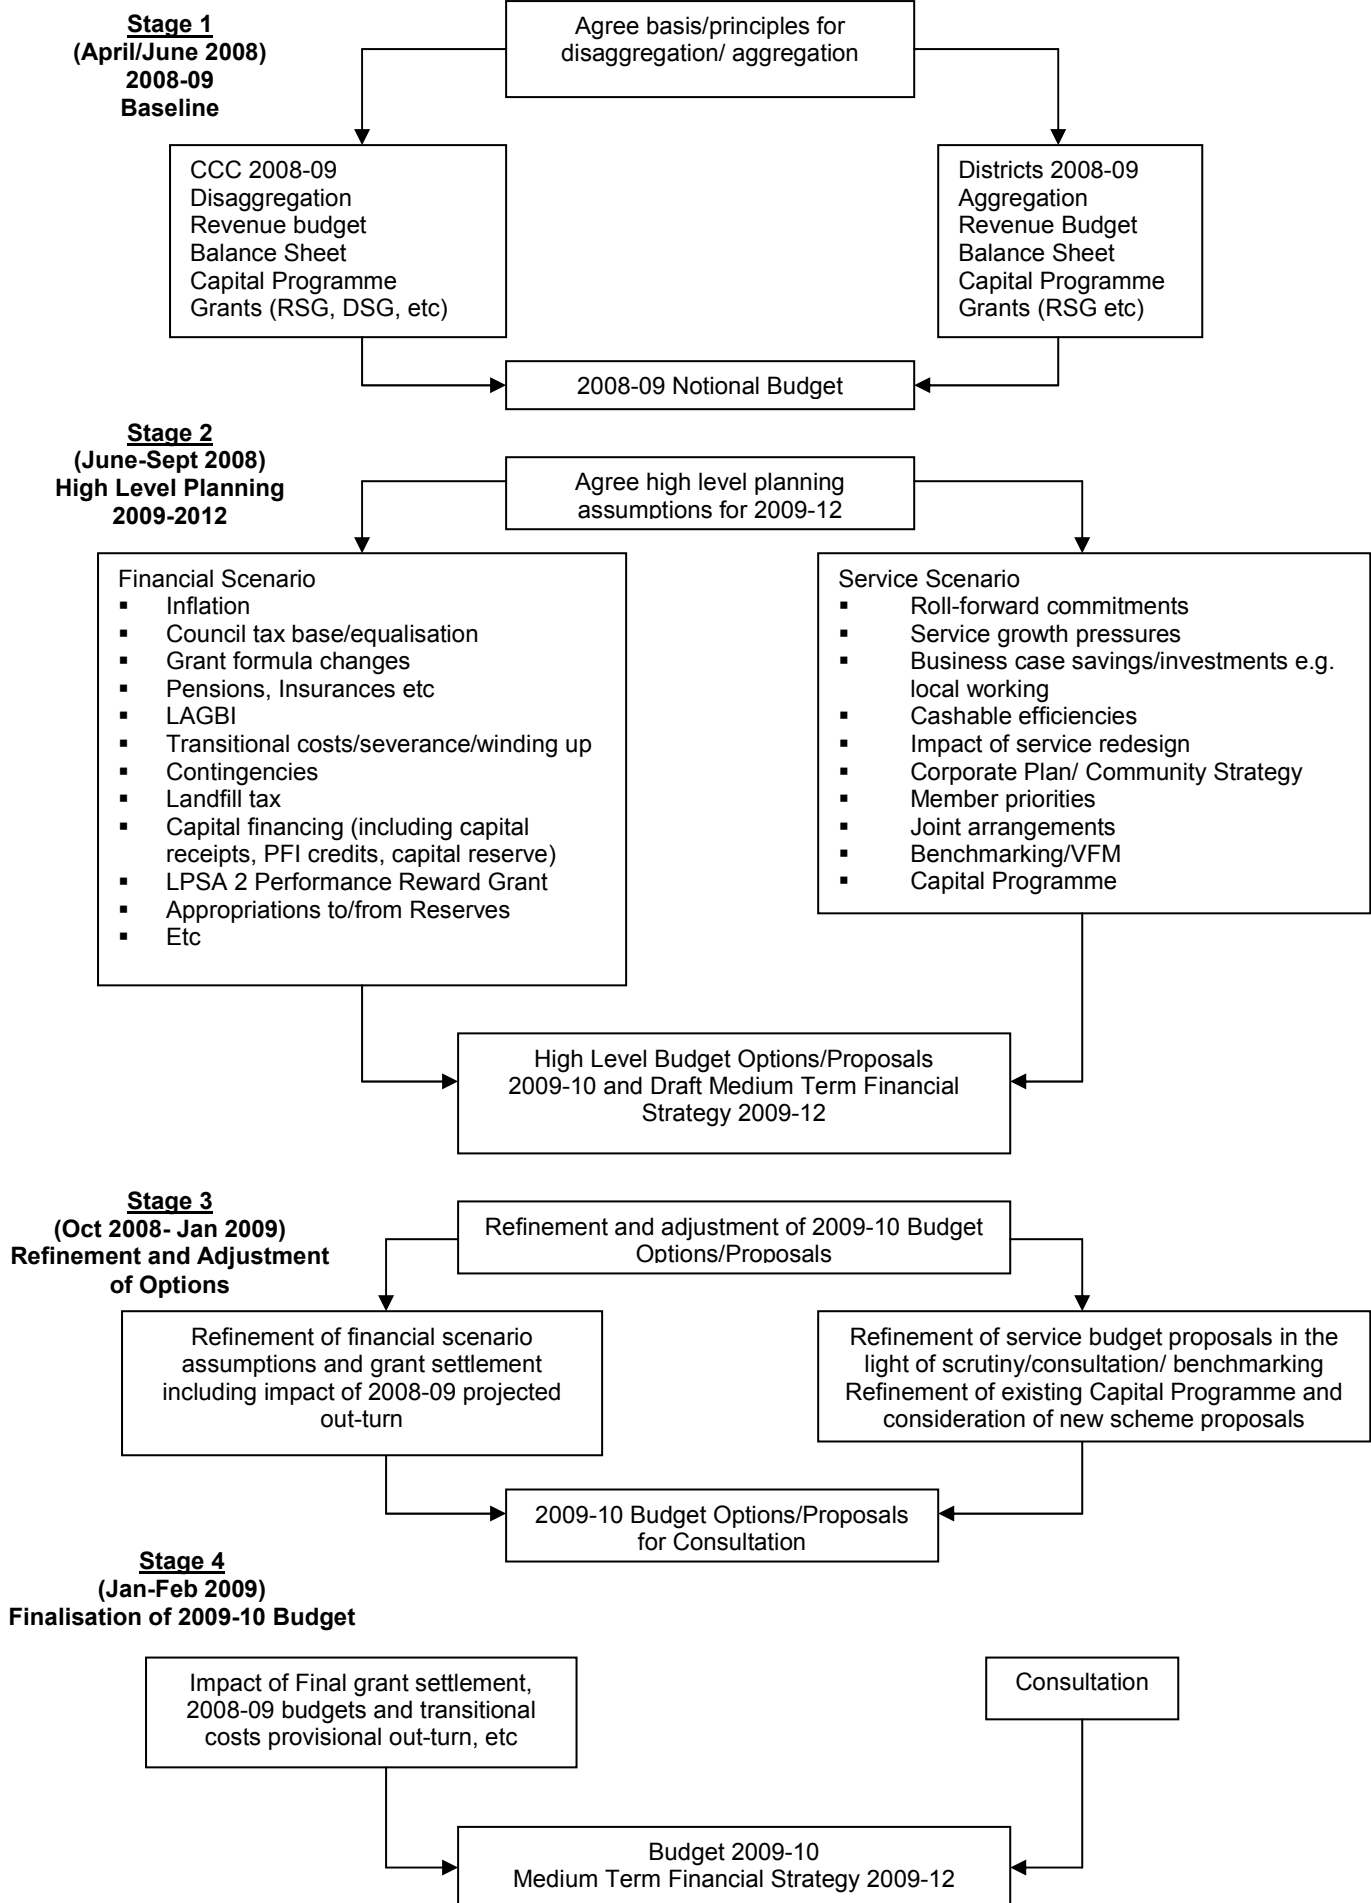 Stage 1
(April/June 2008)
2008-09
Baseline
Agree basis/principles for
disaggregation/ aggregation
CCC 2008-09
Disaggregation
Revenue budget
Balance Sheet
Capital Programme
Grants (RSG, DSG, etc)
Districts 2008-09
Aggregation
Revenue Budget
Balance Sheet
Capital Programme
Grants (RSG etc)
2008-09 Notional Budget
Stage 2
(June-Sept 2008)
High Level Planning
2009-2012
Agree high level planning
assumptions for 2009-12
Financial Scenario
▪ Inflation
▪ Council tax base/equalisation
▪ Grant formula changes
▪ Pensions, Insurances etc
▪ LAGBI
▪ Transitional costs/severance/winding up
▪ Contingencies
▪ Landfill tax
▪ Capital financing (including capital
receipts, PFI credits, capital reserve)
▪ LPSA 2 Performance Reward Grant
▪ Appropriations to/from Reserves
▪ Etc
Service Scenario
▪ Roll-forward commitments
▪ Service growth pressures
▪ Business case savings/investments e.g.
local working
▪ Cashable efficiencies
▪ Impact of service redesign
▪ Corporate Plan/ Community Strategy
▪ Member priorities
▪ Joint arrangements
▪ Benchmarking/VFM
▪ Capital Programme
High Level Budget Options/Proposals
2009-10 and Draft Medium Term Financial
Strategy 2009-12
Stage 3
(Oct 2008- Jan 2009)
Refinement and Adjustment
of Options
Refinement and adjustment of 2009-10 Budget
Options/Proposals
Refinement of financial scenario
assumptions and grant settlement
including impact of 2008-09 projected
out-turn
Refinement of service budget proposals in the
light of scrutiny/consultation/ benchmarking
Refinement of existing Capital Programme and
consideration of new scheme proposals
2009-10 Budget Options/Proposals
for Consultation
Stage 4
(Jan-Feb 2009)
Finalisation of 2009-10 Budget
Impact of Final grant settlement,
2008-09 budgets and transitional
costs provisional out-turn, etc
Consultation
Budget 2009-10
Medium Term Financial Strategy 2009-12